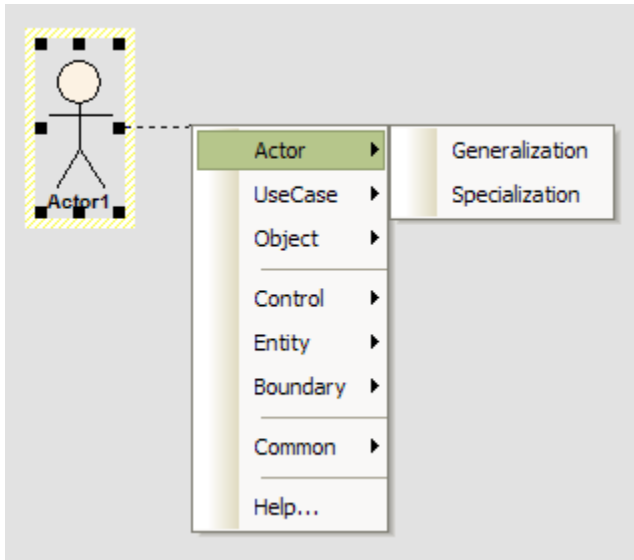 Actor1
Actor
UseCase
Object
Control
Entity
Boundary
Common
Help...
Generalization
Specialization